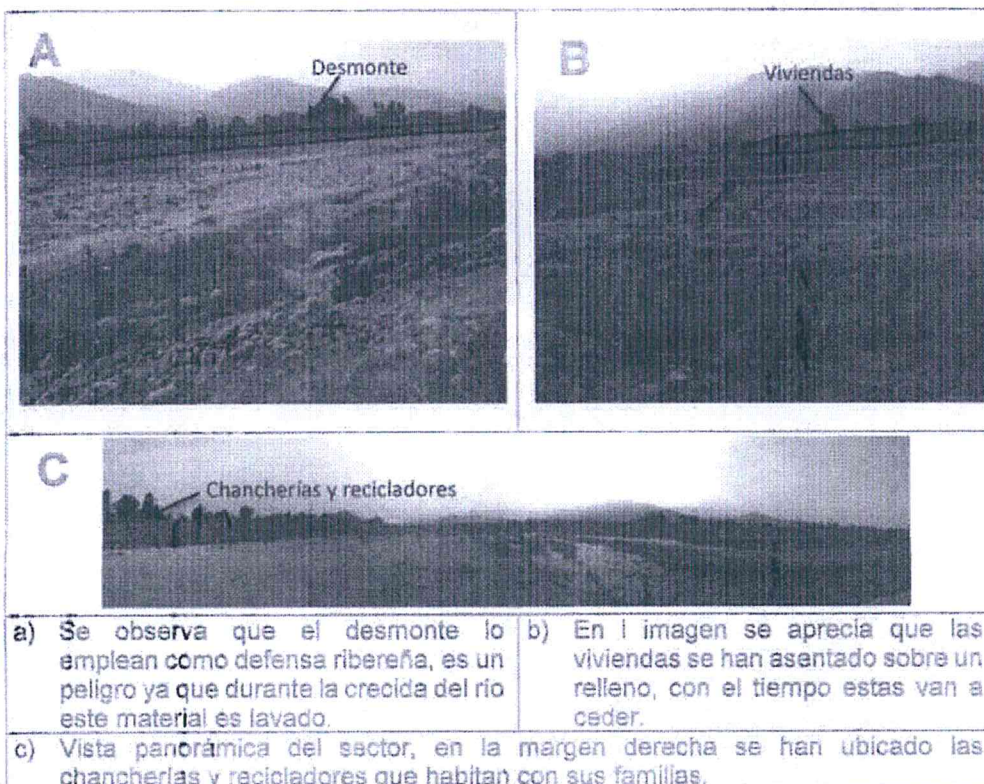 A
Desmonte
B
Viviendas
C
Chancherías y recicladores
a) Se observa que el desmonte lo
emplean como defensa ribereña, es un
peligro ya que durante la crecida del río
este material es lavado.
b) En l imagen se aprecia que las
viviendas se han asentado sobre un
relleno, con el tiempo estas van a
ceder.
c) Vista panorámica del sector, en la margen derecha se han ubicado las
chancherías y recicladores que habitan con sus familias.